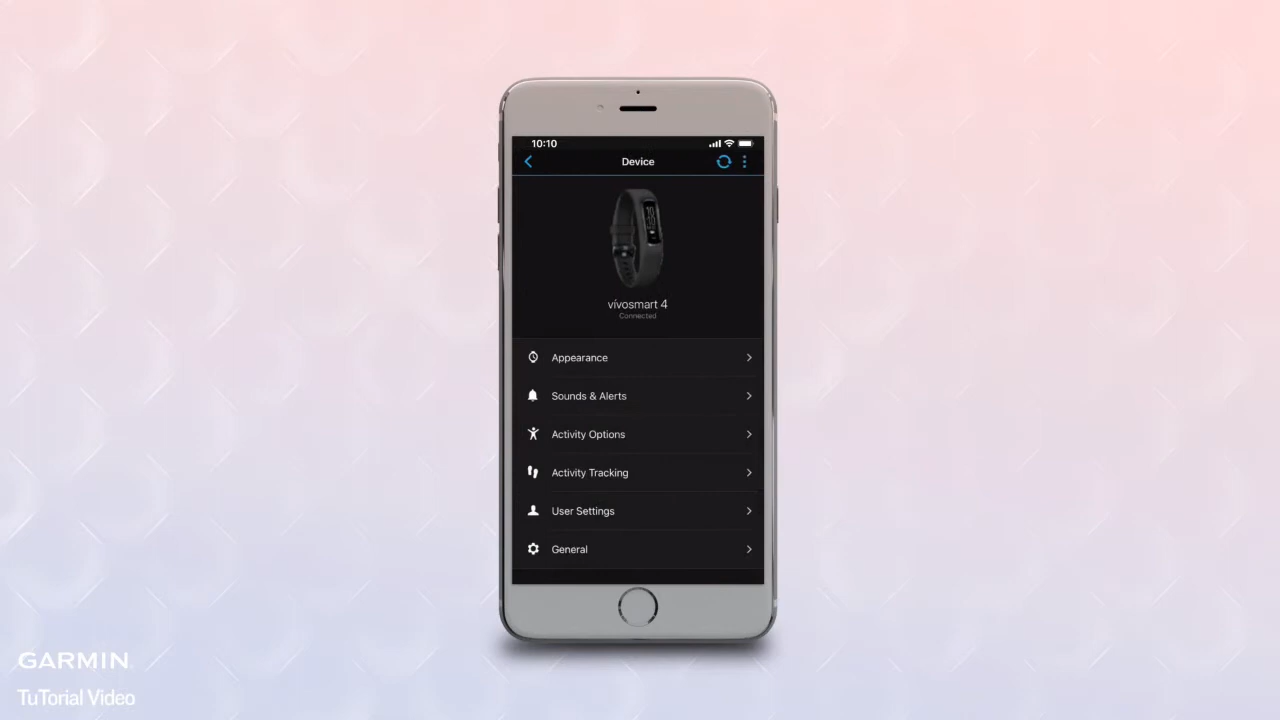 10:10
Device
vívosmart 4
Connected
Appearance
Sounds & Alerts
Activity Options
Activity Tracking
User Settings
General
GARMIN
TuTorial Video